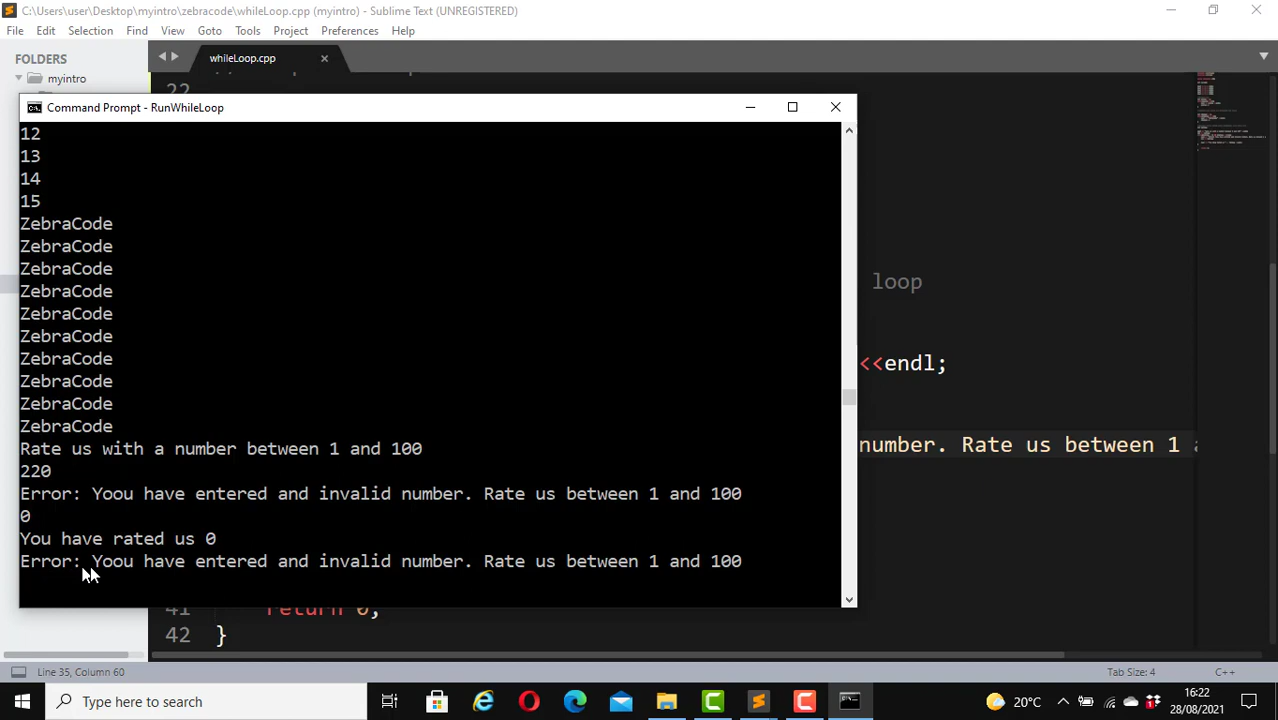 C:\Users\user\Desktop\myintro\zebracode\whileLoop.cpp (myintro) - Sublime Text (UNREGISTERED)
File Edit Selection Find View Goto Tools Project Preferences Help
FOLDERS
myintro
whileLoop.cpp
22
Command Prompt - RunWhileLoop
12
13
14
15
ZebraCode
ZebraCode
ZebraCode
ZebraCode
ZebraCode
ZebraCode
ZebraCode
ZebraCode
ZebraCode
ZebraCode
Rate us with a number between 1 and 100
220
Error: Yoou have entered and invalid number. Rate us between 1 and 100
0
You have rated us 0
Error: Yoou have entered and invalid number. Rate us between 1 and 100
loop
<<endl;
number. Rate us between 1
41 return 0;
42 }
Line 35, Column 60
Tab Size: 4
C++
Type here to search
20°C
16:22
28/08/2021